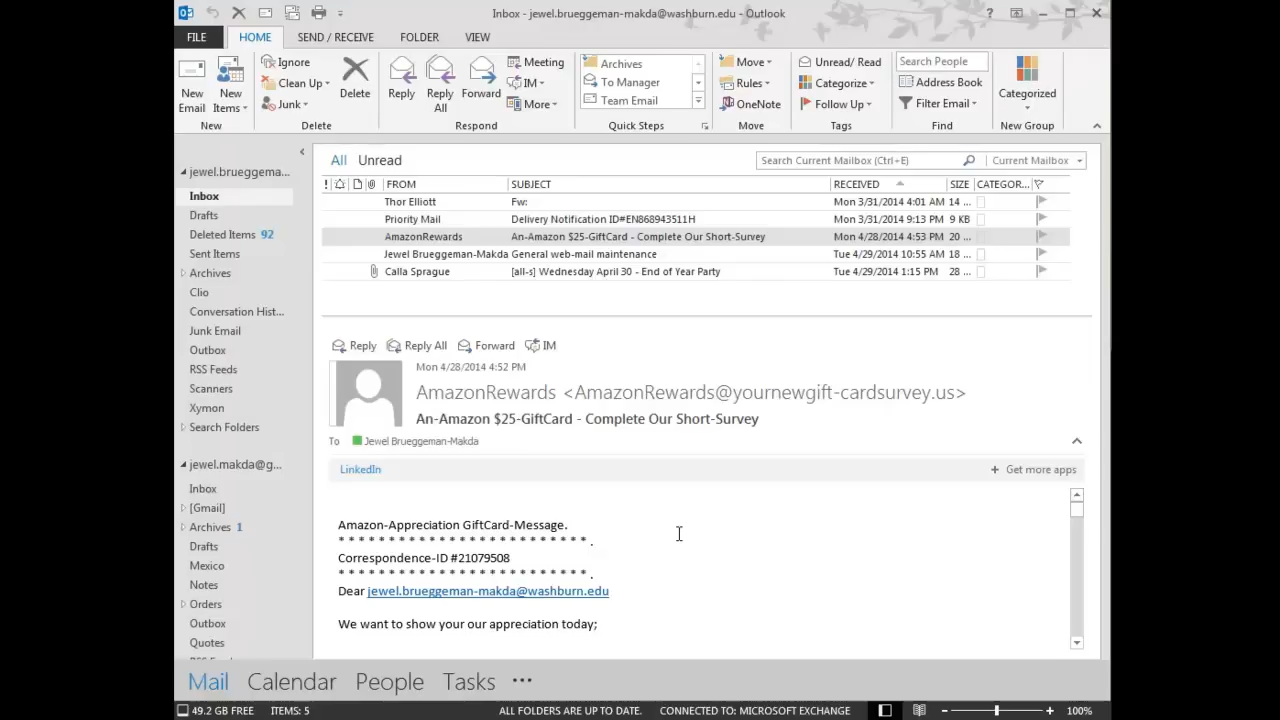 Inbox - jewel.brueggeman-makda@washburn.edu - Outlook
FILE HOME SEND / RECEIVE FOLDER VIEW
New Email
New Items
New
Ignore
Clean Up
Junk
Delete
Delete
Reply
Reply All
Forward
Meeting
IM
More
Respond
Archives
To Manager
Team Email
Quick Steps
Move
Rules
OneNote
Move
Unread/ Read
Categorize
Follow Up
Tags
Search People
Address Book
Filter Email
Find
Categorized
New Group
jewel.brueggema...
Inbox
Drafts
Deleted Items 92
Sent Items
Archives
Clio
Conversation Hist...
Junk Email
Outbox
RSS Feeds
Scanners
Xymon
Search Folders
jewel.makda@g...
Inbox
[Gmail]
Archives 1
Drafts
Mexico
Notes
Orders
Outbox
Quotes
All Unread
Search Current Mailbox (Ctrl+E) Current Mailbox
! FROM SUBJECT RECEIVED SIZE CATEGOR...
Thor Elliott Fw: Mon 3/31/2014 4:01 AM 14 ...
Priority Mail Delivery Notification ID#EN868943511H Mon 3/31/2014 9:13 PM 9 KB
AmazonRewards An-Amazon $25-GiftCard - Complete Our Short-Survey Mon 4/28/2014 4:53 PM 20 ...
Jewel Brueggeman-Makda General web-mail maintenance Tue 4/29/2014 10:55 AM 18 ...
Calla Sprague [all-s] Wednesday April 30 - End of Year Party Tue 4/29/2014 1:15 PM 28 ...
Reply Reply All Forward IM
Mon 4/28/2014 4:52 PM
AmazonRewards <AmazonRewards@yournewgift-cardsurvey.us>
An-Amazon $25-GiftCard - Complete Our Short-Survey
To Jewel Brueggeman-Makda
LinkedIn + Get more apps
Amazon-Appreciation GiftCard-Message.
* * * * * * * * * * * * * * * * * * * * * * * * .
Correspondence-ID #21079508
* * * * * * * * * * * * * * * * * * * * * * * * .
Dear jewel.brueggeman-makda@washburn.edu
We want to show your our appreciation today;
Mail Calendar People Tasks ...
49.2 GB FREE ITEMS: 5 ALL FOLDERS ARE UP TO DATE. CONNECTED TO: MICROSOFT EXCHANGE 100%